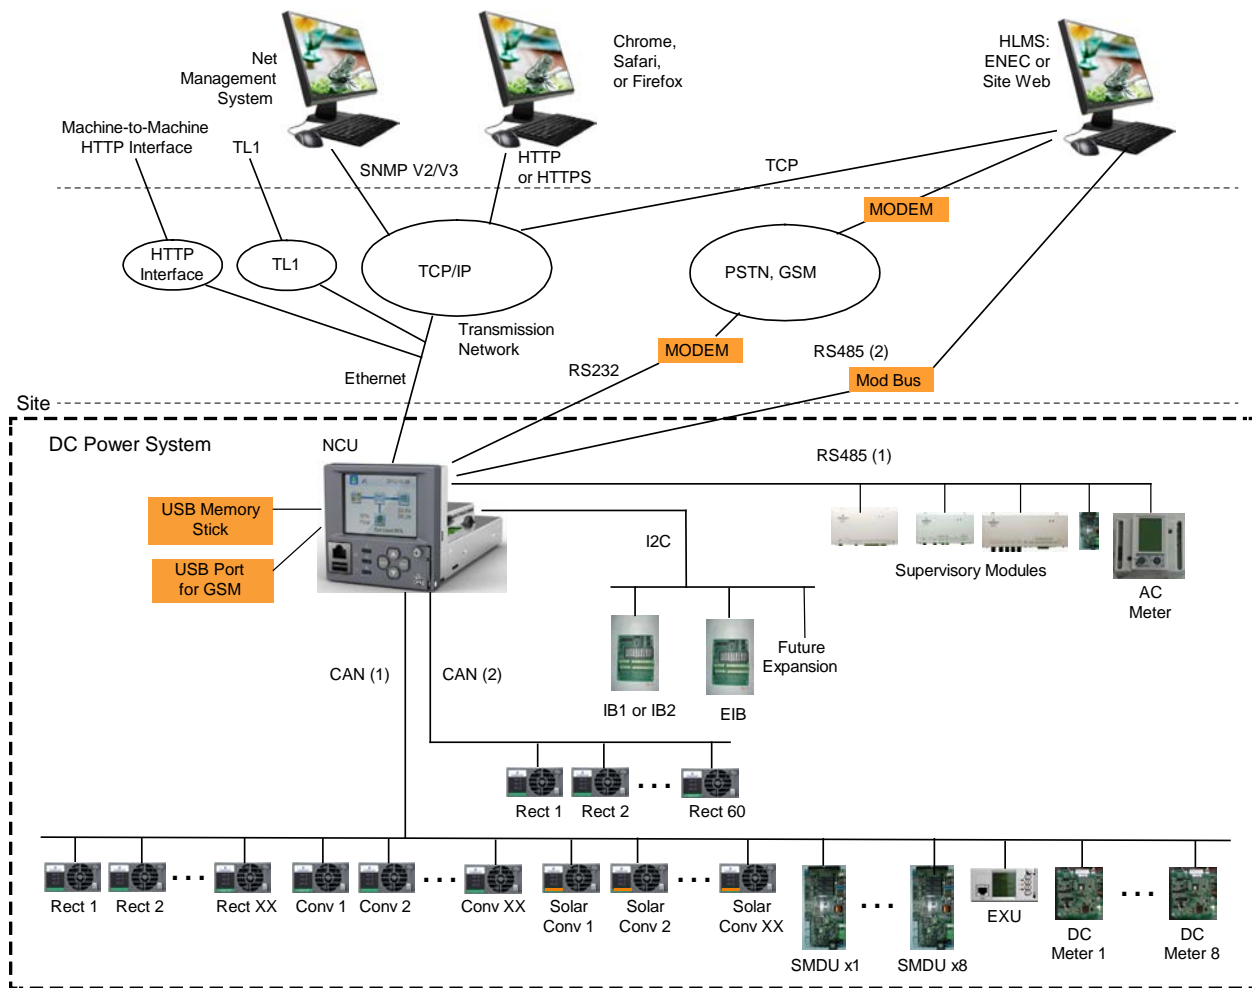 Net
Management
System
Chrome,
Safari,
or Firefox
HLMS:
ENEC or
Site Web
Machine-to-Machine
HTTP Interface
TL1
SNMP V2/V3
HTTP
or HTTPS
TCP
MODEM
HTTP
Interface
TL1
TCP/IP
PSTN, GSM
Transmission
Network
MODEM
RS485 (2)
Ethernet
RS232
Mod Bus
Site
DC Power System
NCU
RS485 (1)
USB Memory
Stick
USB Port
for GSM
I2C
Supervisory Modules
AC
Meter
Future
Expansion
CAN (1)
CAN (2)
IB1 or IB2
EIB
Rect 1
Rect 2
...
Rect 60
Rect 1
Rect 2
...
Rect XX
Conv 1
Conv 2
...
Conv XX
Solar
Conv 1
Solar
Conv 2
...
Solar
Conv XX
SMDU x1
...
SMDU x8
EXU
DC
Meter 1
...
DC
Meter 8